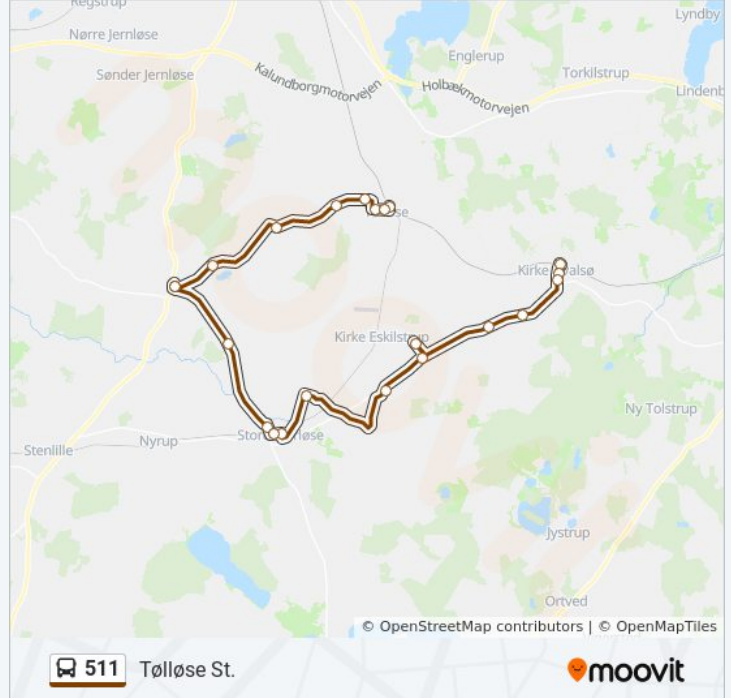 Regstrup
Lyndby
Nørre Jernløse
Englerup
Sønder Jernløse
Torkilstrup
Kalundborgmotorvejen
Holbækmotorvejen
Kirke
Kirke Eskilstrup
Ny Tolstrup
Nyrup
Stenlille
Jystrup
Ortved
© OpenStreetMap contributors | © OpenMapTiles
511 Tølløse St.
moovit